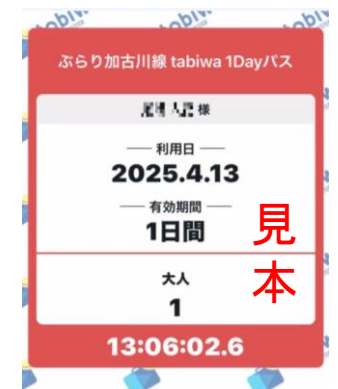 ぶらり加古川線 tabiwa 1Dayパス
様
利用日
2025.4.13
有効期間
1日間
見本
大人
1
13:06:02.6